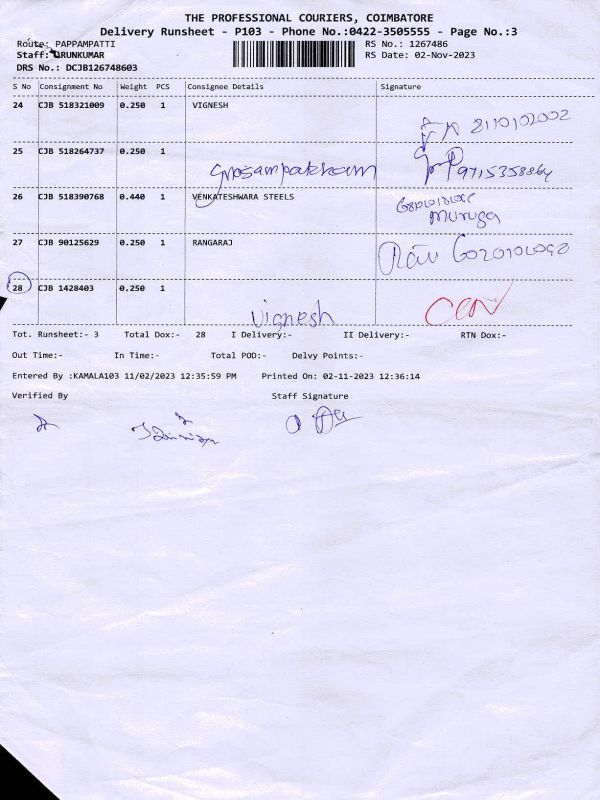 THE PROFESSIONAL COURIERS, COIMBATORE
Delivery Runsheet - P103 - Phone No.:0422-3505555 - Page No.:3
Route: PAPPAMPATTI RS No.: 1267486
Staff: ARUNKUMAR RS Date: 02-Nov-2023
DRS No.: DCJB126748603
S No Consignment No Weight PCS Consignee Details Signature
24 CJB 518321009 0.250 1 VIGNESH
25 CJB 518264737 0.250 1
9715358864
26 CJB 518390768 0.440 1 VENKATESHWARA STEELS
Muruga
27 CJB 90125629 0.250 1 RANGARAJ
28 CJB 1428403 0.250 1
Vignesh
Tot. Runsheet:- 3 Total Dox:- 28 I Delivery:- II Delivery:- RTN Dox:-
Out Time:- In Time:- Total POD:- Delvy Points:-
Entered By :KAMALA103 11/02/2023 12:35:59 PM Printed On: 02-11-2023 12:36:14
Verified By Staff Signature